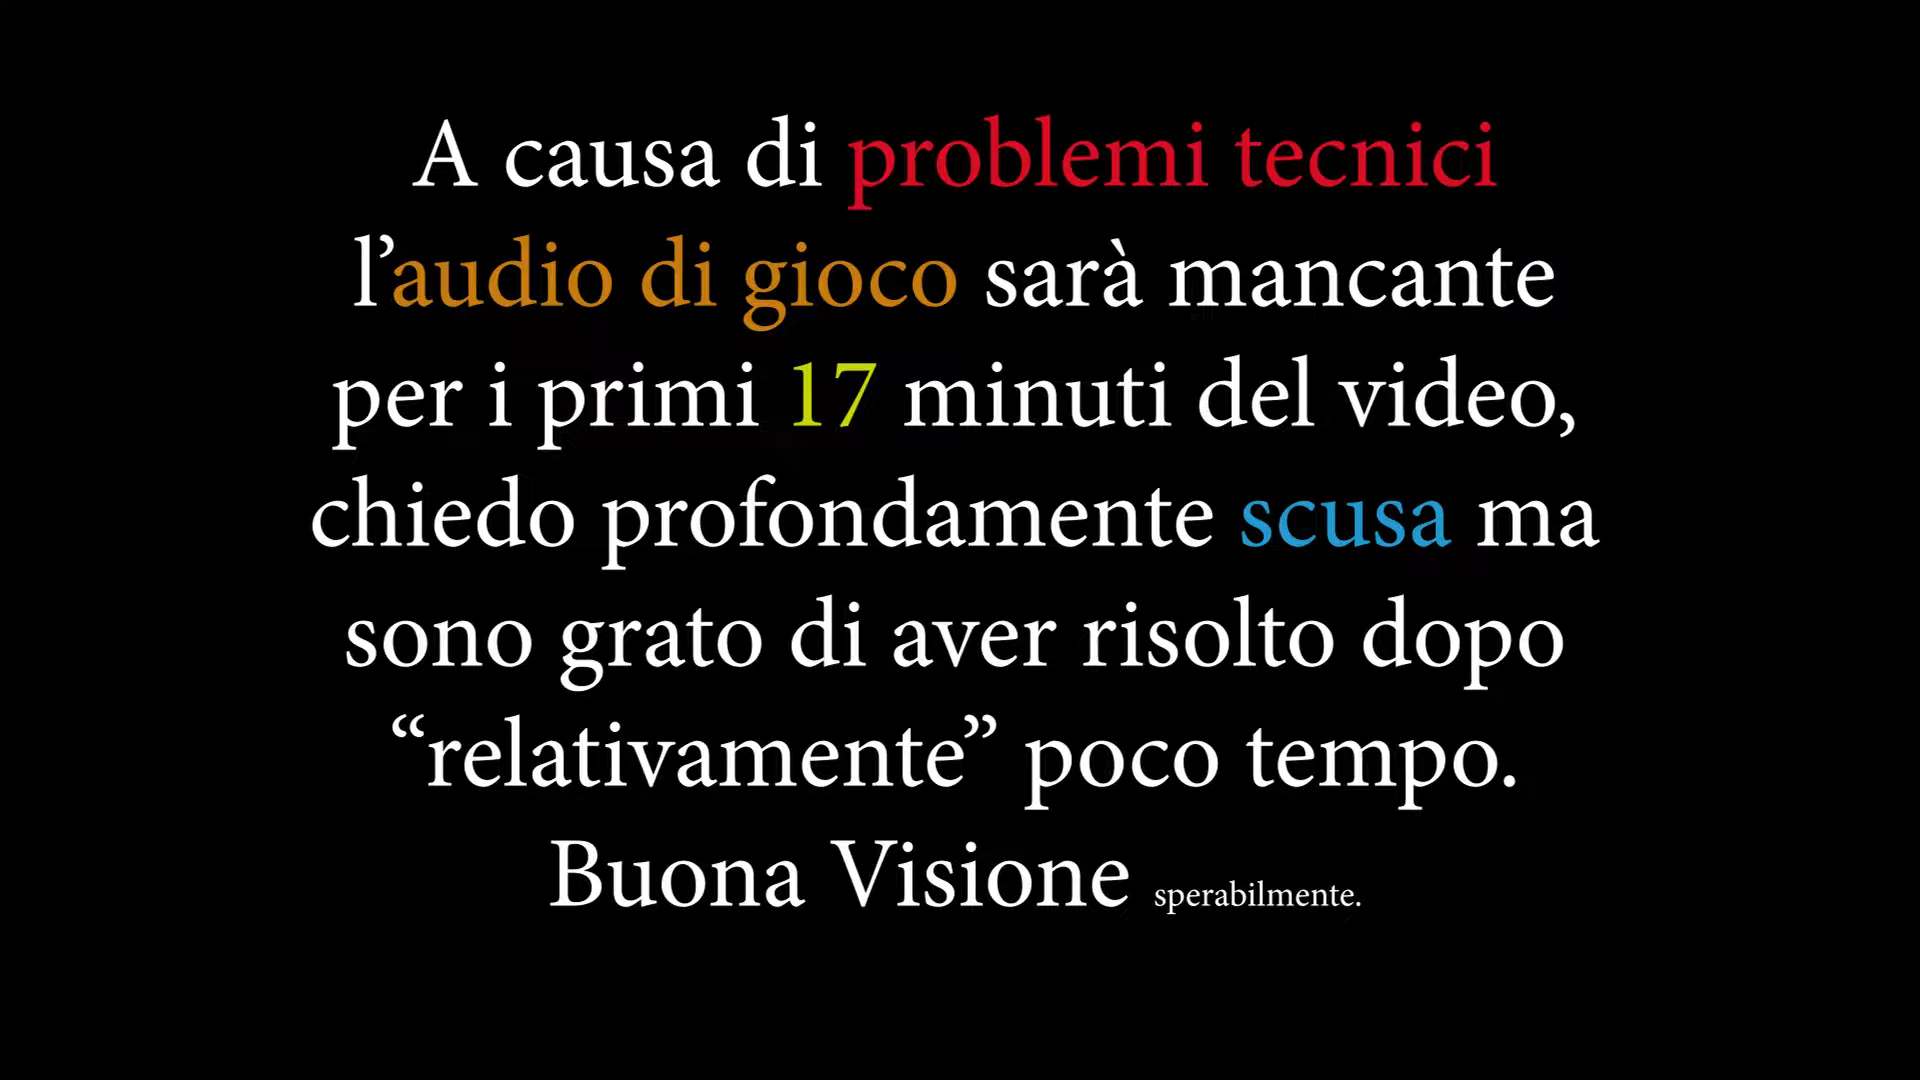 A causa di problemi tecnici
l’audio di gioco sarà mancante
per i primi 17 minuti del video,
chiedo profondamente scusa ma
sono grato di aver risolto dopo
“relativamente” poco tempo.
Buona Visione sperabilmente.